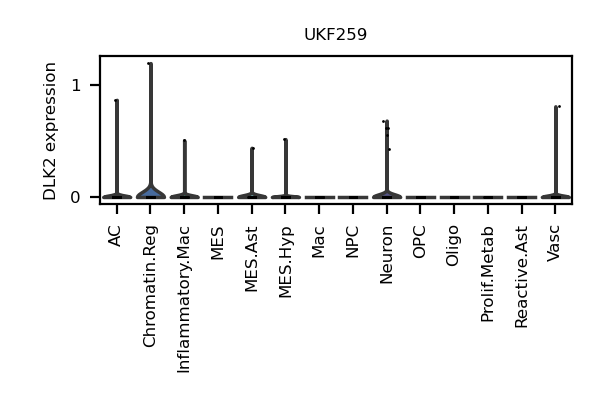 UKF259
DLK2 expression
1
0
AC
Chromatin.Reg
Inflammatory.Mac
MES
MES.Ast
MES.Hyp
Mac
NPC
Neuron
OPC
Oligo
Prolif.Metab
Reactive.Ast
Vasc